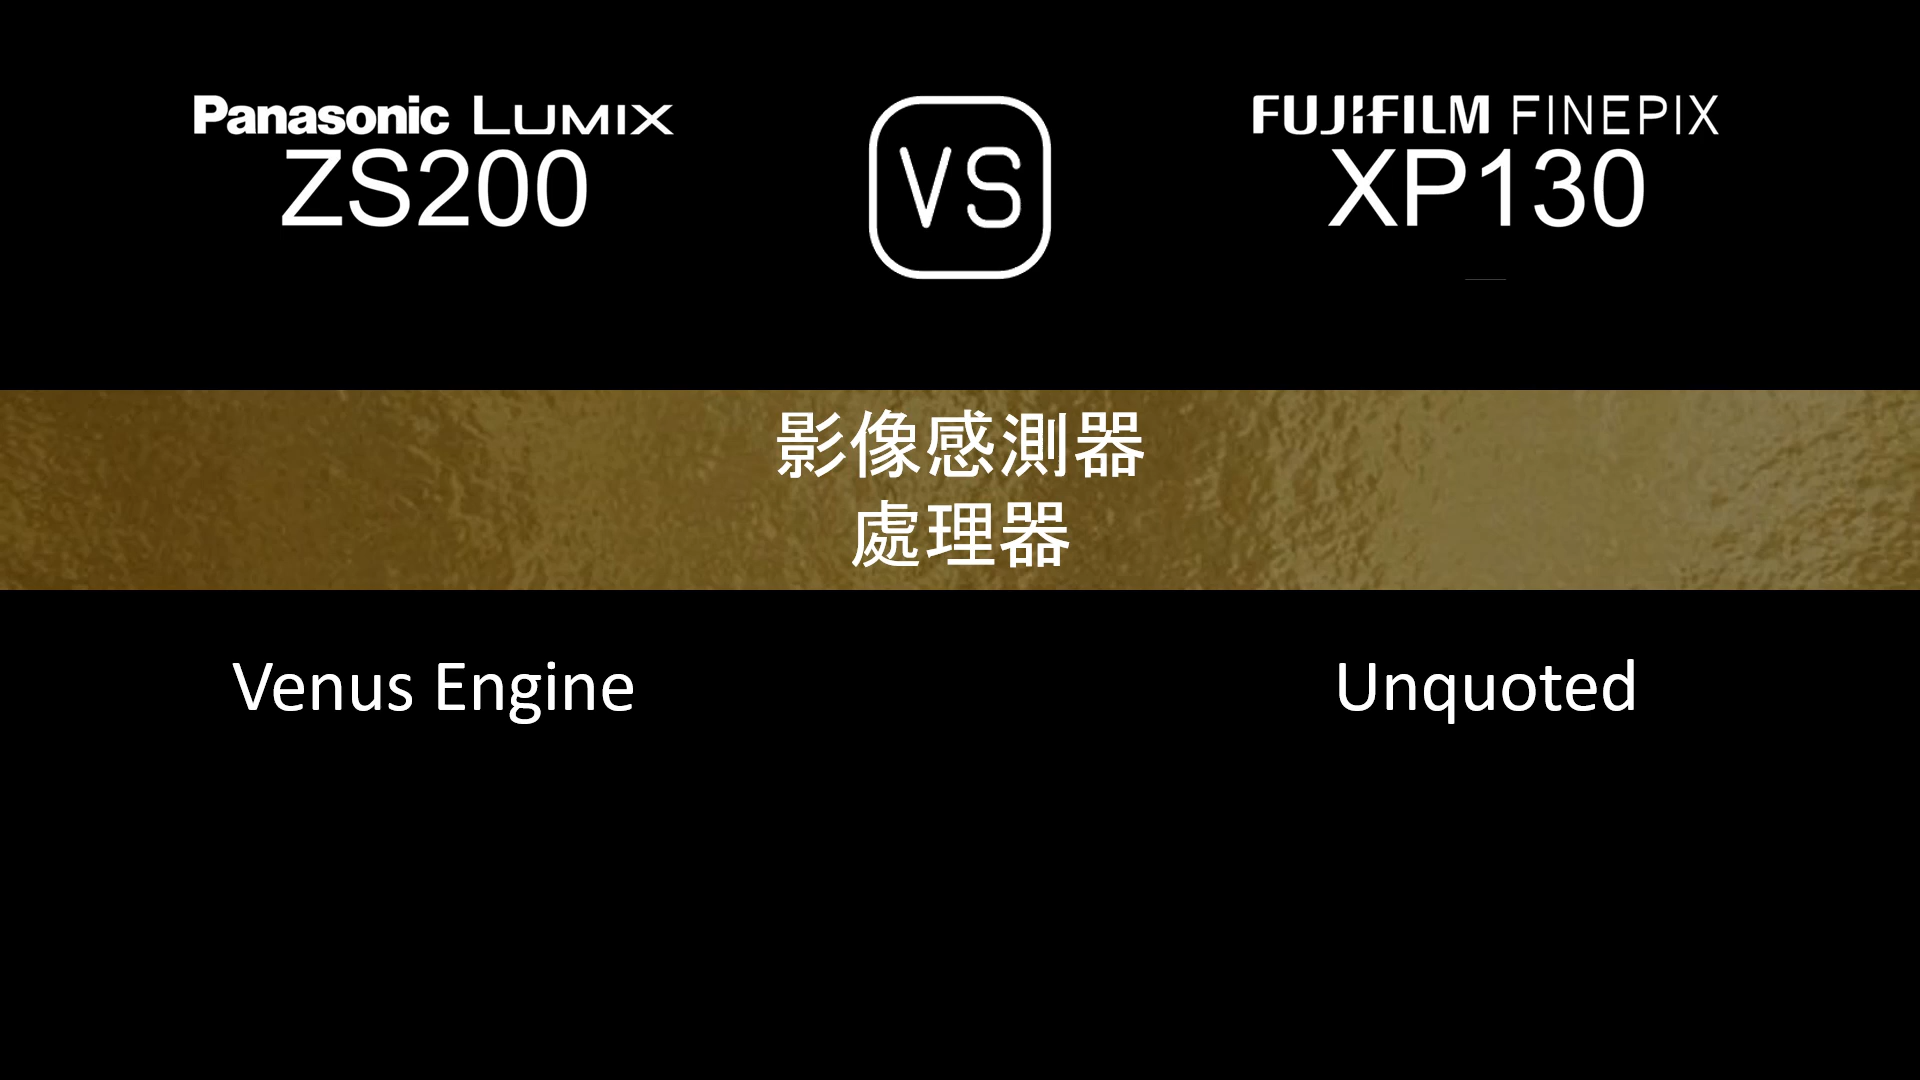 Panasonic LUMIX
ZS200
VS
FUJIFILM FINEPIX
XP130
影像感測器
處理器
Venus Engine
Unquoted